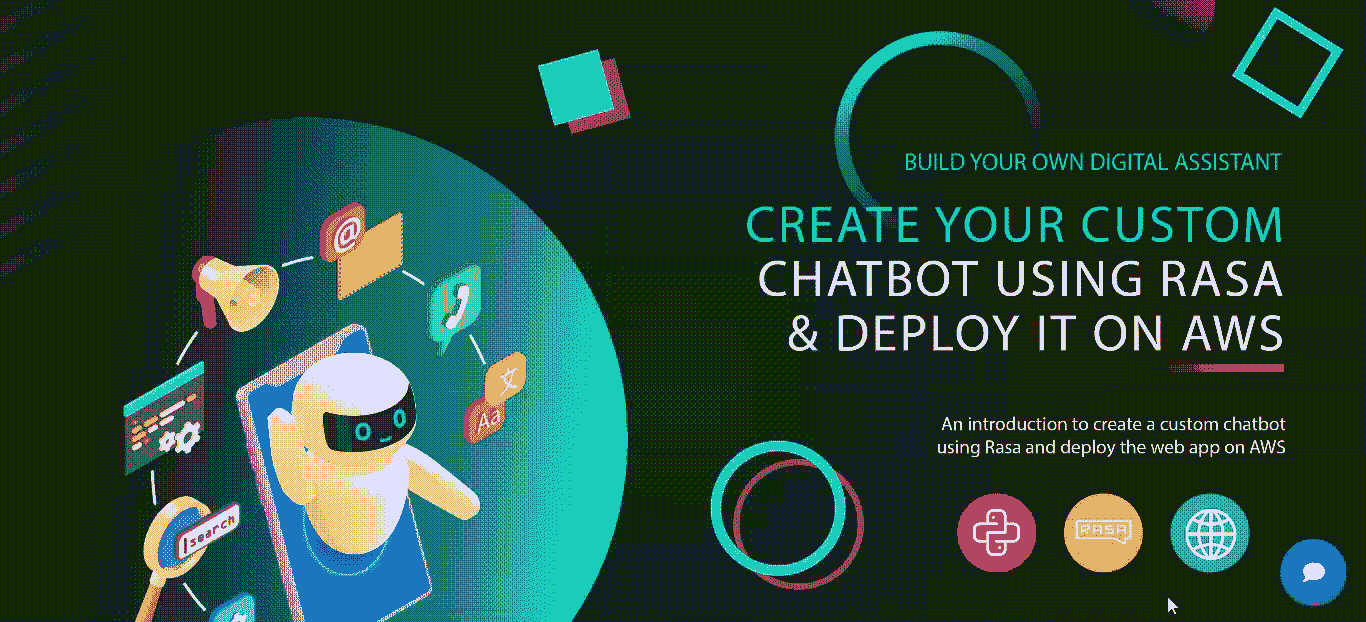 BUILD YOUR OWN DIGITAL ASSISTANT
CREATE YOUR CUSTOM
CHATBOT USING RASA
& DEPLOY IT ON AWS
An introduction to create a custom chatbot
using Rasa and deploy the web app on AWS
RASA
@
文
Aa
search